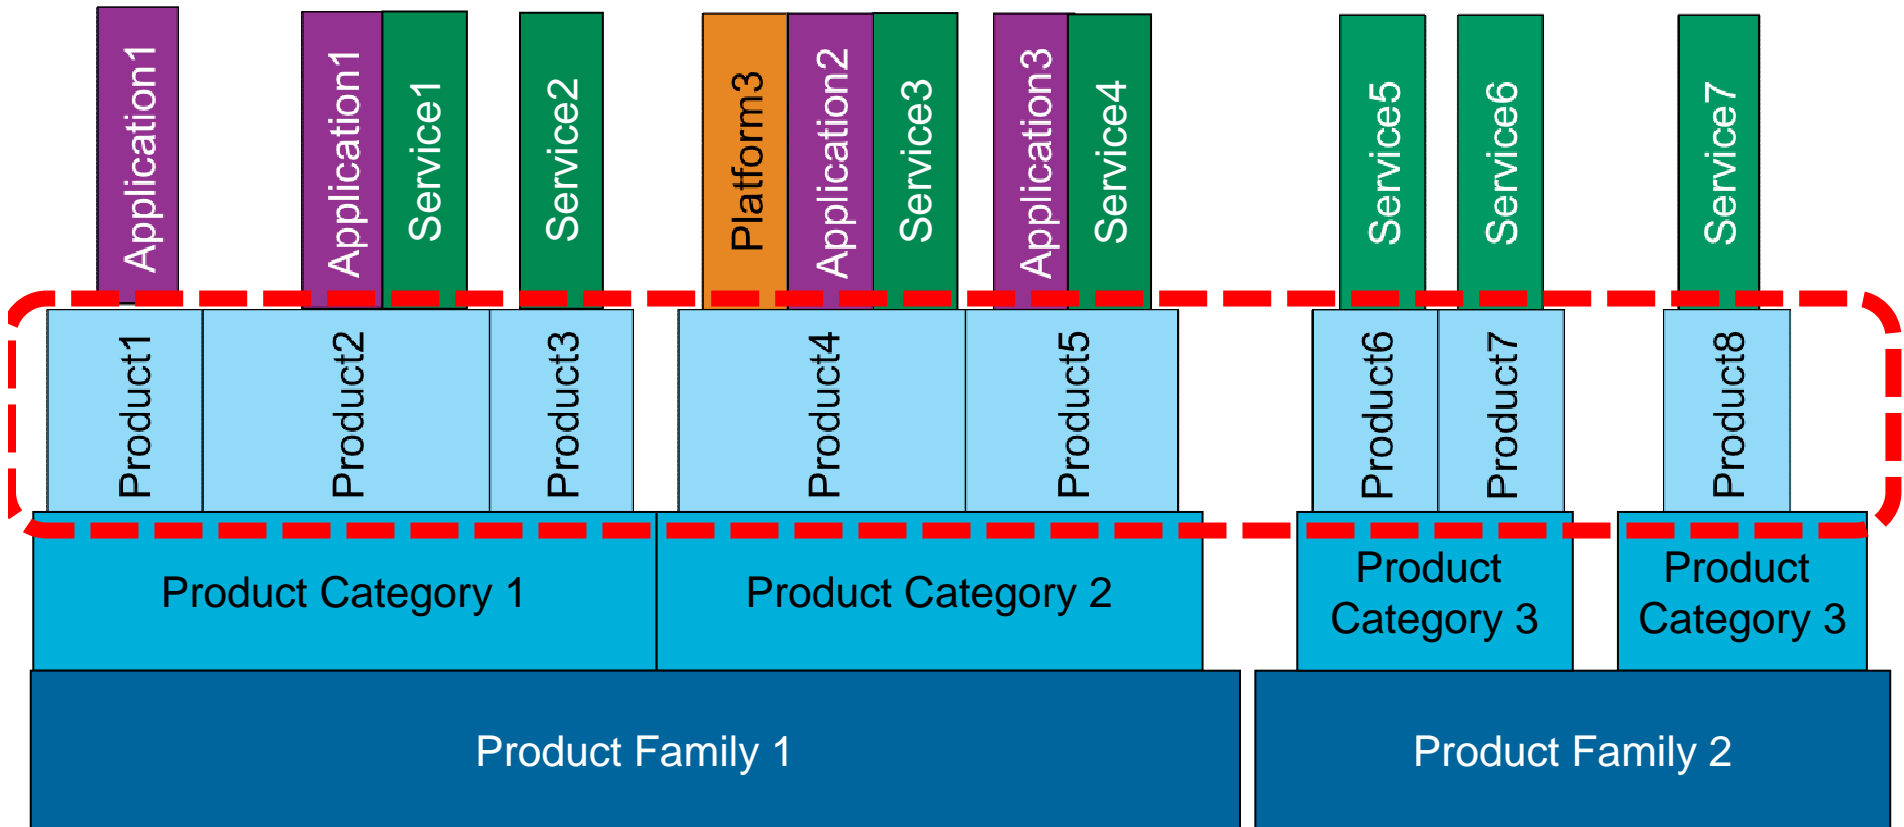 Application1
Application1
Service1
Service2
Platform3
Application2
Service3
Application3
Service4
Service5
Service6
Service7
Product1
Product2
Product3
Product4
Product5
Product6
Product7
Product8
Product Category 1
Product Category 2
Product
Category 3
Product
Category 3
Product Family 1
Product Family 2